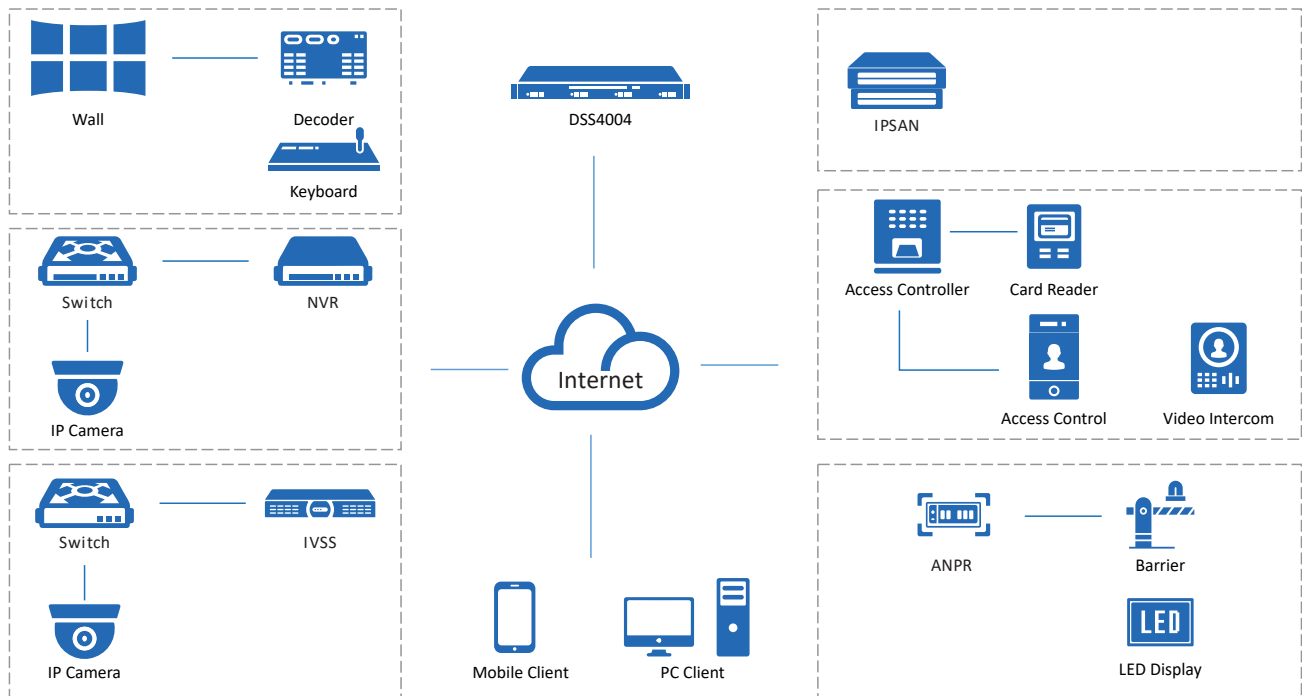 Wall
Decoder
Keyboard
DSS4004
IPSAN
Switch
NVR
IP Camera
Internet
Access Controller
Card Reader
Access Control
Video Intercom
Switch
IVSS
IP Camera
Mobile Client
PC Client
ANPR
Barrier
LED
LED Display